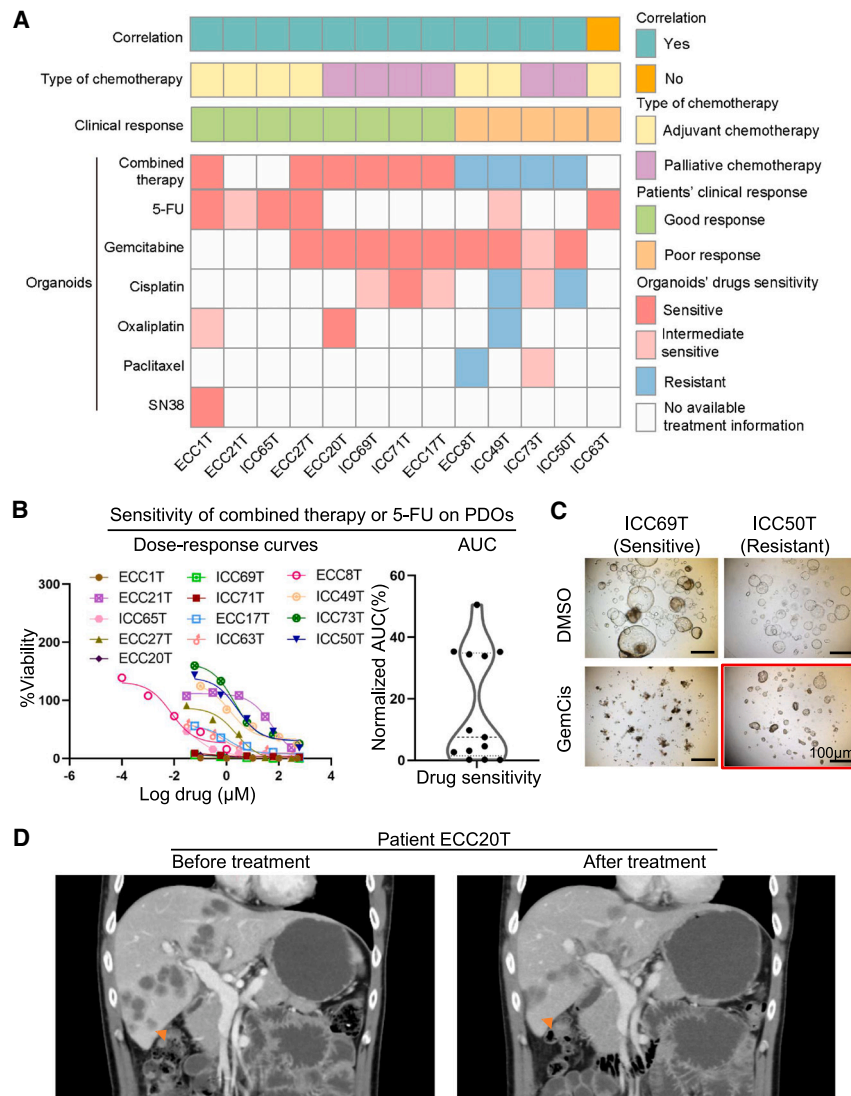 A
Correlation
Type of chemotherapy
Clinical response
Organoids
Combined
therapy
5-FU
Gemcitabine
Cisplatin
Oxaliplatin
Paclitaxel
SN38
ECC1T
ECC21T
ICC65T
ECC27T
ECC20T
ICC69T
ICC71T
ECC17T
ECC8T
ICC49T
ICC73T
ICC50T
ICC63T
Correlation
Yes
No
Type of chemotherapy
Adjuvant chemotherapy
Palliative chemotherapy
Patients' clinical response
Good response
Poor response
Organoids' drugs sensitivity
Sensitive
Intermediate
sensitive
Resistant
No available
treatment information
B
Sensitivity of combined therapy or 5-FU on PDOs
Dose-response curves
ECC1T
ECC21T
ICC65T
ECC27T
ECC20T
ICC69T
ICC71T
ECC17T
ICC63T
ECC8T
ICC49T
ICC73T
ICC50T
%Viability
300
200
100
0
-6
-4
-2
0
2
4
Log drug (μM)
AUC
Normalized AUC(%)
60
40
20
0
Drug sensitivity
C
ICC69T
(Sensitive)
ICC50T
(Resistant)
DMSO
GemCis
100μm
D
Patient ECC20T
Before treatment
After treatment